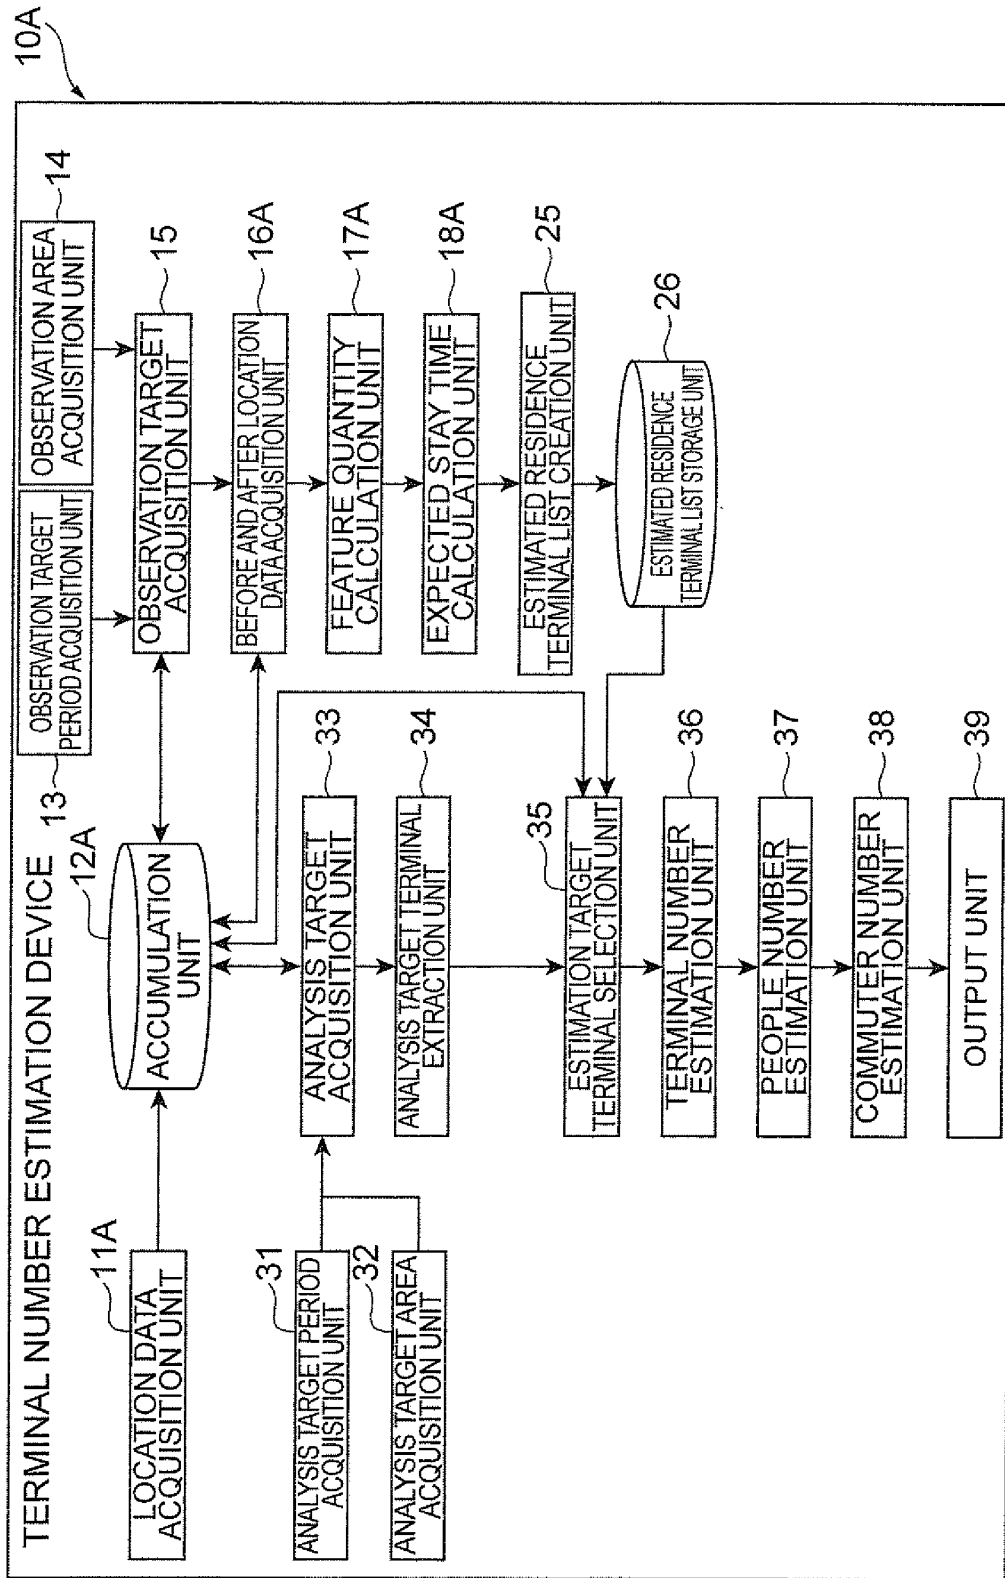 10A
TERMINAL NUMBER ESTIMATION DEVICE
11A
LOCATION DATA
ACQUISITION UNIT
12A
ACCUMULATION
UNIT
13
OBSERVATION TARGET
PERIOD ACQUISITION UNIT
14
OBSERVATION AREA
ACQUISITION UNIT
15
OBSERVATION TARGET
ACQUISITION UNIT
16A
BEFORE AND AFTER LOCATION
DATA ACQUISITION UNIT
17A
FEATURE QUANTITY
CALCULATION UNIT
18A
EXPECTED STAY TIME
CALCULATION UNIT
25
ESTIMATED RESIDENCE
TERMINAL LIST CREATION UNIT
26
ESTIMATED RESIDENCE
TERMINAL LIST STORAGE UNIT
31
ANALYSIS TARGET PERIOD
ACQUISITION UNIT
32
ANALYSIS TARGET AREA
ACQUISITION UNIT
33
ANALYSIS TARGET
ACQUISITION UNIT
34
ANALYSIS TARGET TERMINAL
EXTRACTION UNIT
35
ESTIMATION TARGET
TERMINAL SELECTION UNIT
36
TERMINAL NUMBER
ESTIMATION UNIT
37
PEOPLE NUMBER
ESTIMATION UNIT
38
COMMUTER NUMBER
ESTIMATION UNIT
39
OUTPUT UNIT